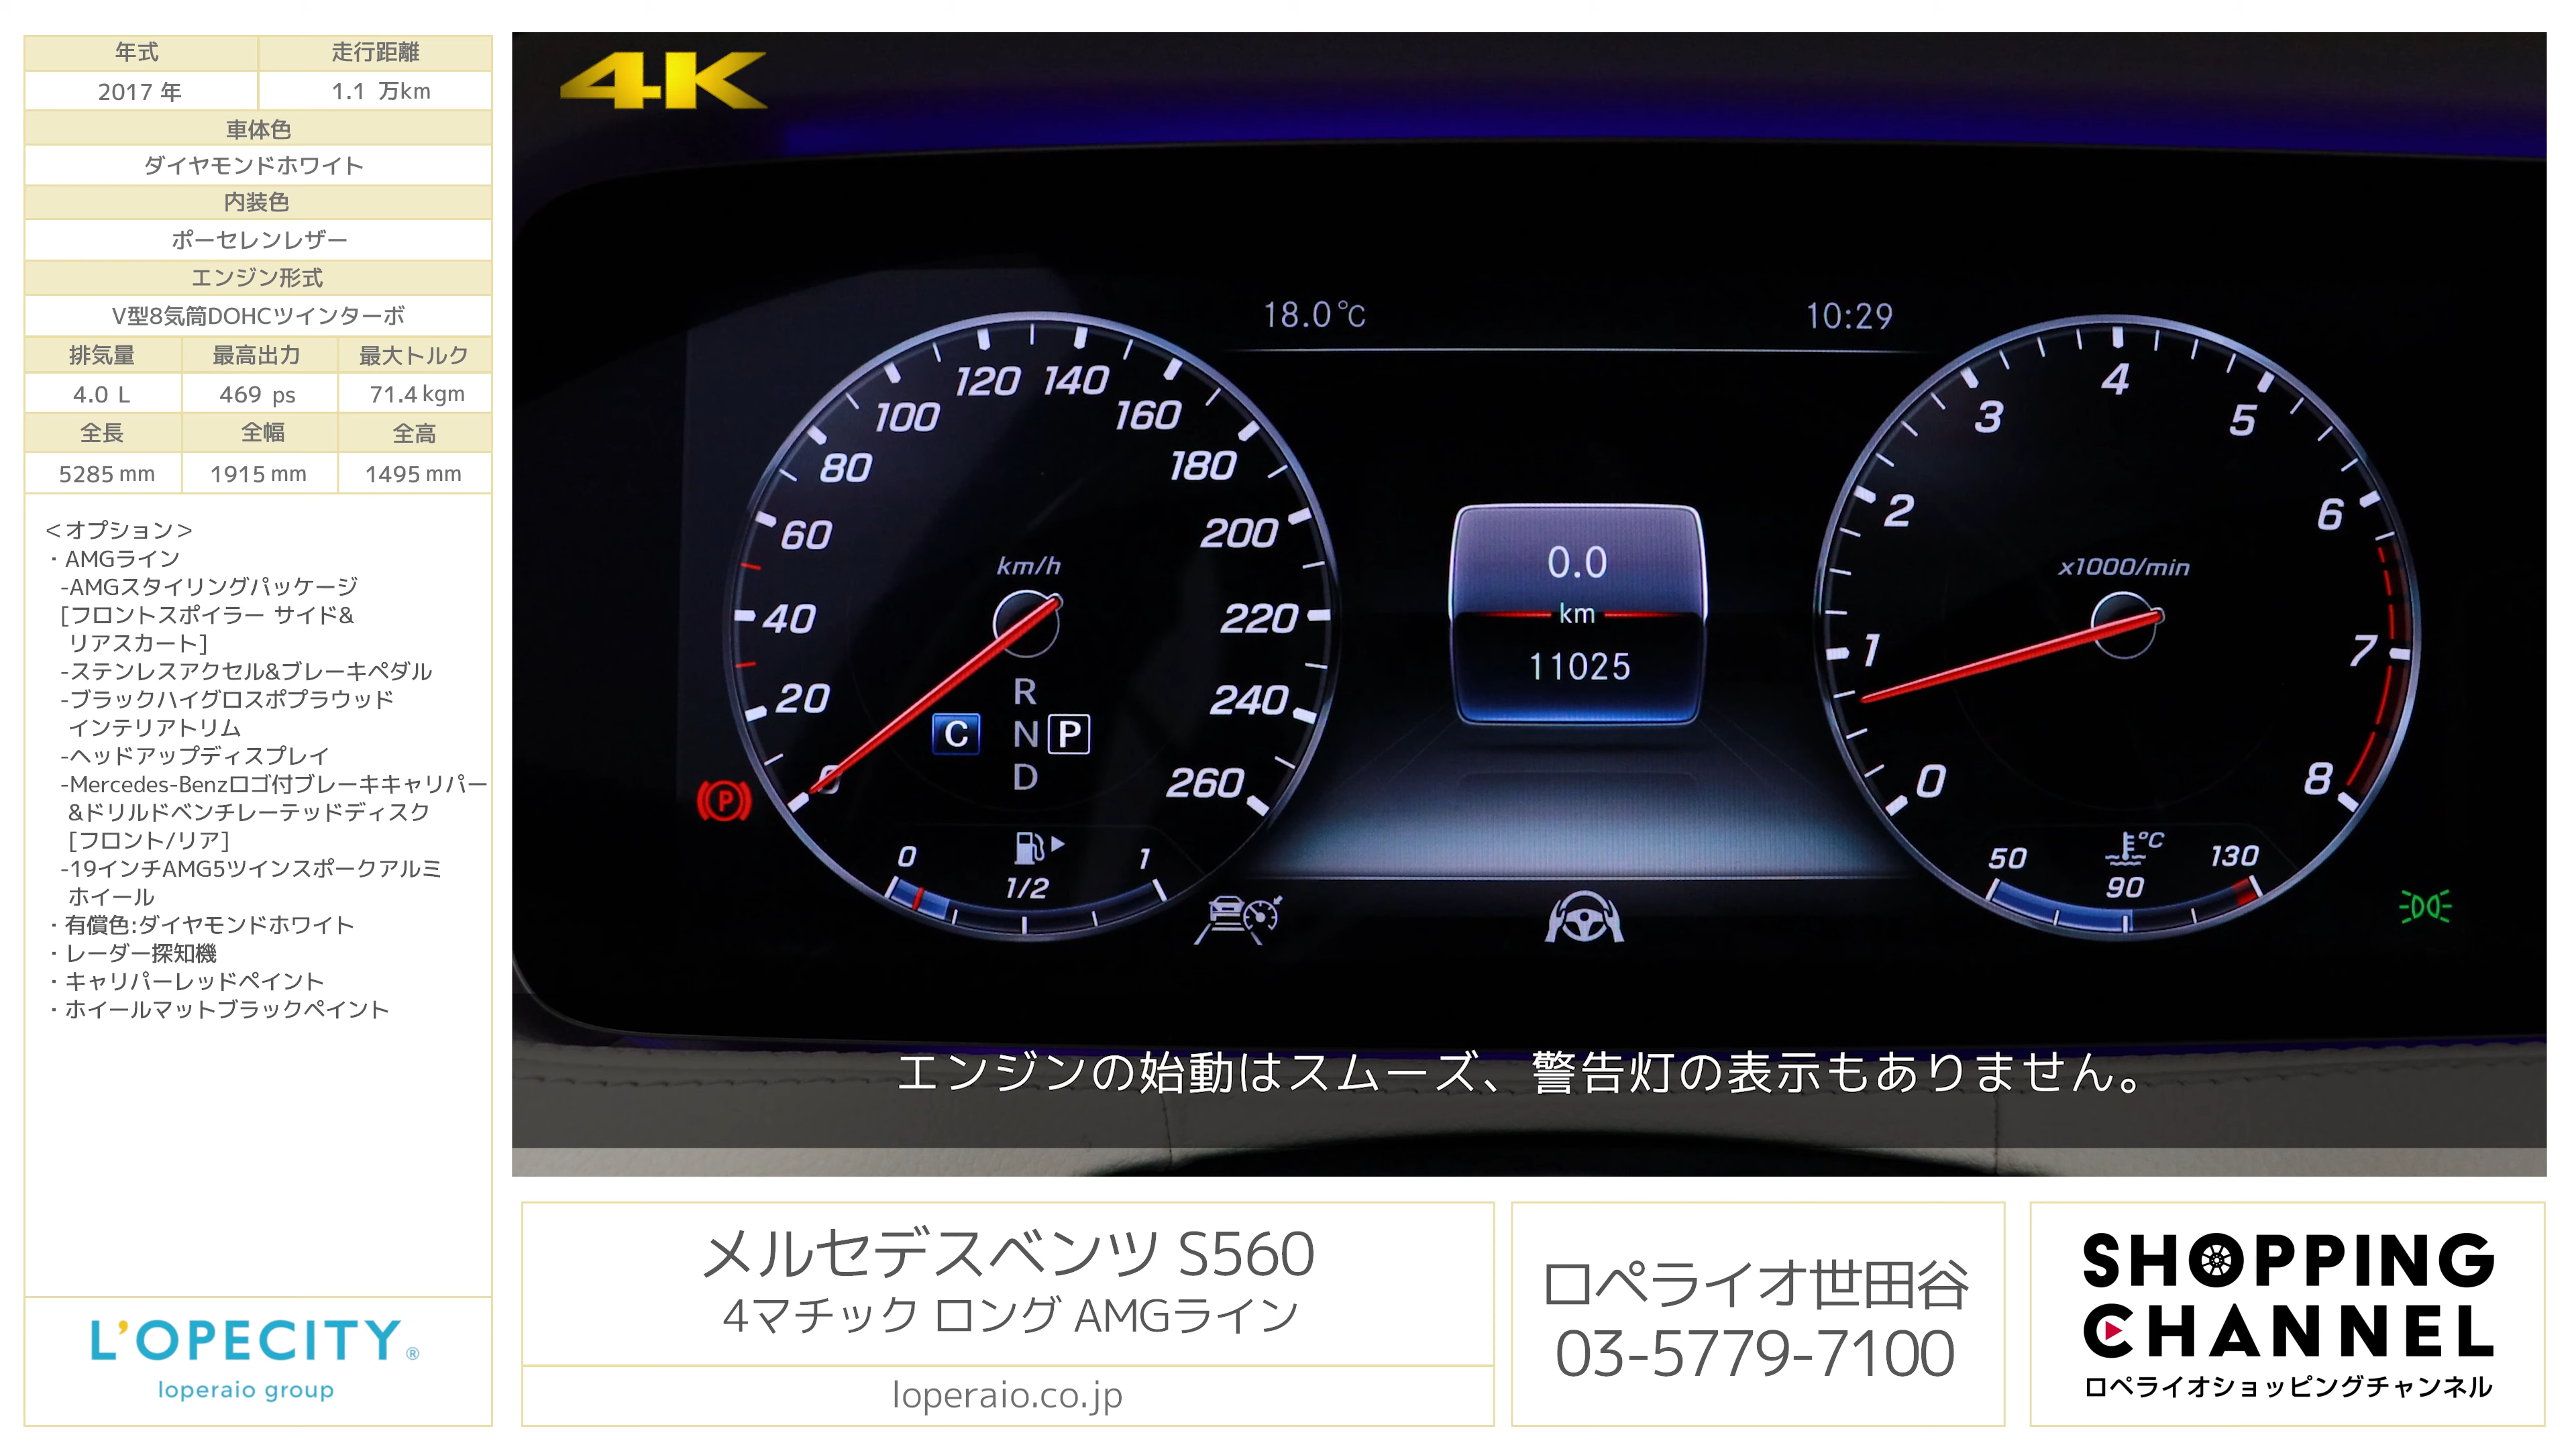 年式 走行距離
2017 年 1.1 万km
車体色
ダイヤモンドホワイト
内装色
ポーセレンレザー
エンジン形式
V型8気筒DOHCツインターボ
排気量 最高出力 最大トルク
4.0 L 469 ps 71.4 kgm
全長 全幅 全高
5285 mm 1915 mm 1495 mm
＜オプション＞
・AMGライン
-AMGスタイリングパッケージ
[フロントスポイラー サイド&
リアスカート]
-ステンレスアクセル&ブレーキペダル
-ブラックハイグロスポプラウッド
インテリアトリム
-ヘッドアップディスプレイ
-Mercedes-Benzロゴ付ブレーキキャリパー
&ドリルドベンチレーテッドディスク
[フロント/リア]
-19インチAMG5ツインスポークアルミ
ホイール
・有償色:ダイヤモンドホワイト
・レーダー探知機
・キャリパーレッドペイント
・ホイールマットブラックペイント
L'OPECITY®
loperaio group
4K
18.0℃ 10:29
0
20
40
60
80
100
120
140
160
180
200
220
240
260
km/h
R
C N P
D
P
0 1/2 1
0.0
km
11025
0
1
2
3
4
5
6
7
8
x1000/min
50 °C 130
90
エンジンの始動はスムーズ、警告灯の表示もありません。
メルセデスベンツ S560
4マチック ロング AMGライン
loperaio.co.jp
ロペライオ世田谷
03-5779-7100
SHOPPING
CHANNEL
ロペライオショッピングチャンネル